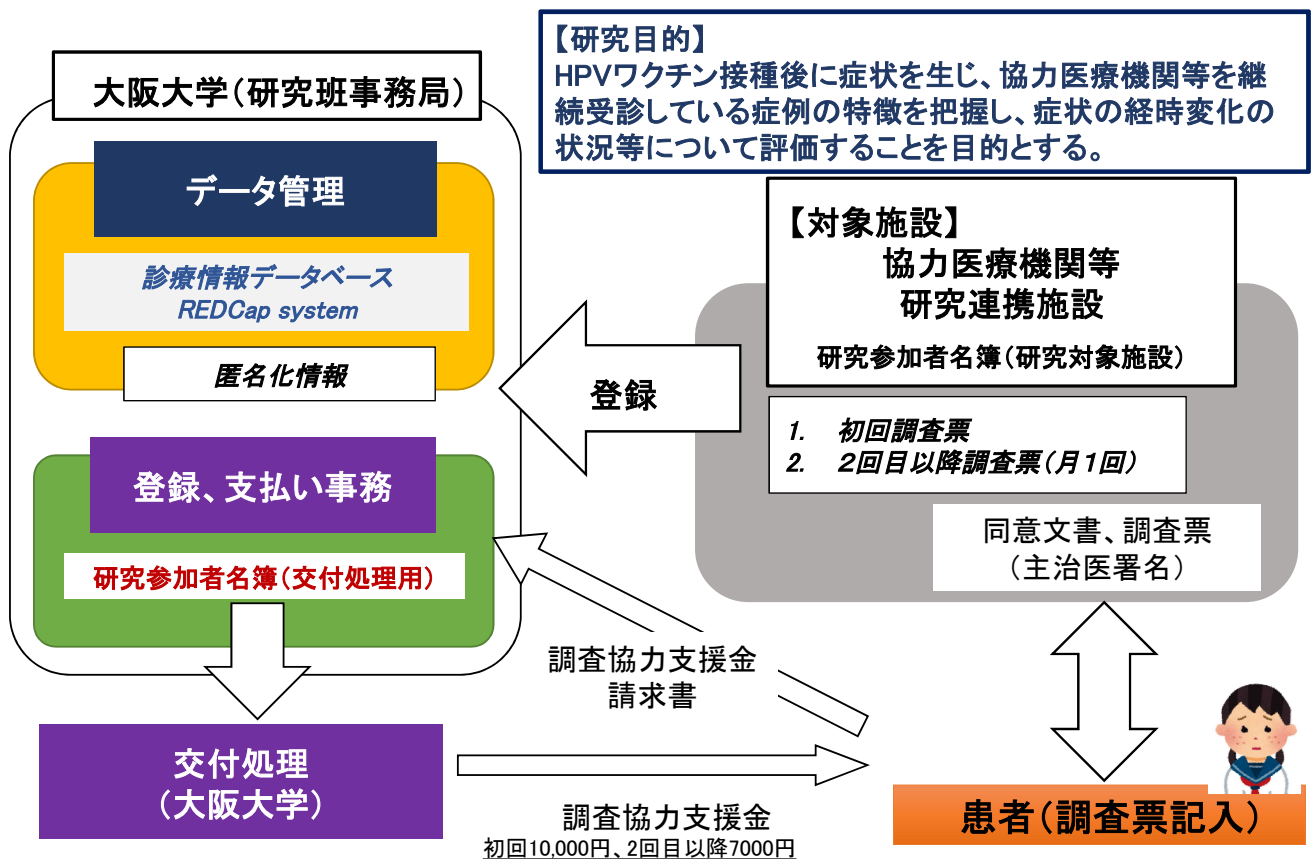 【研究目的】
HPVワクチン接種後に症状を生じ、協力医療機関等を継
続受診している症例の特徴を把握し、症状の経時変化の
状況等について評価することを目的とする。
大阪大学(研究班事務局)
データ管理
診療情報データベース
REDCap system
匿名化情報
登録、支払い事務
研究参加者名簿(交付処理用)
交付処理
(大阪大学)
登録
【対象施設】
協力医療機関等
研究連携施設
研究参加者名簿(研究対象施設)
1. 初回調査票
2. 2回目以降調査票(月1回)
同意文書、調査票
(主治医署名)
調査協力支援金
請求書
調査協力支援金
初回10,000円、2回目以降7000円
患者(調査票記入)